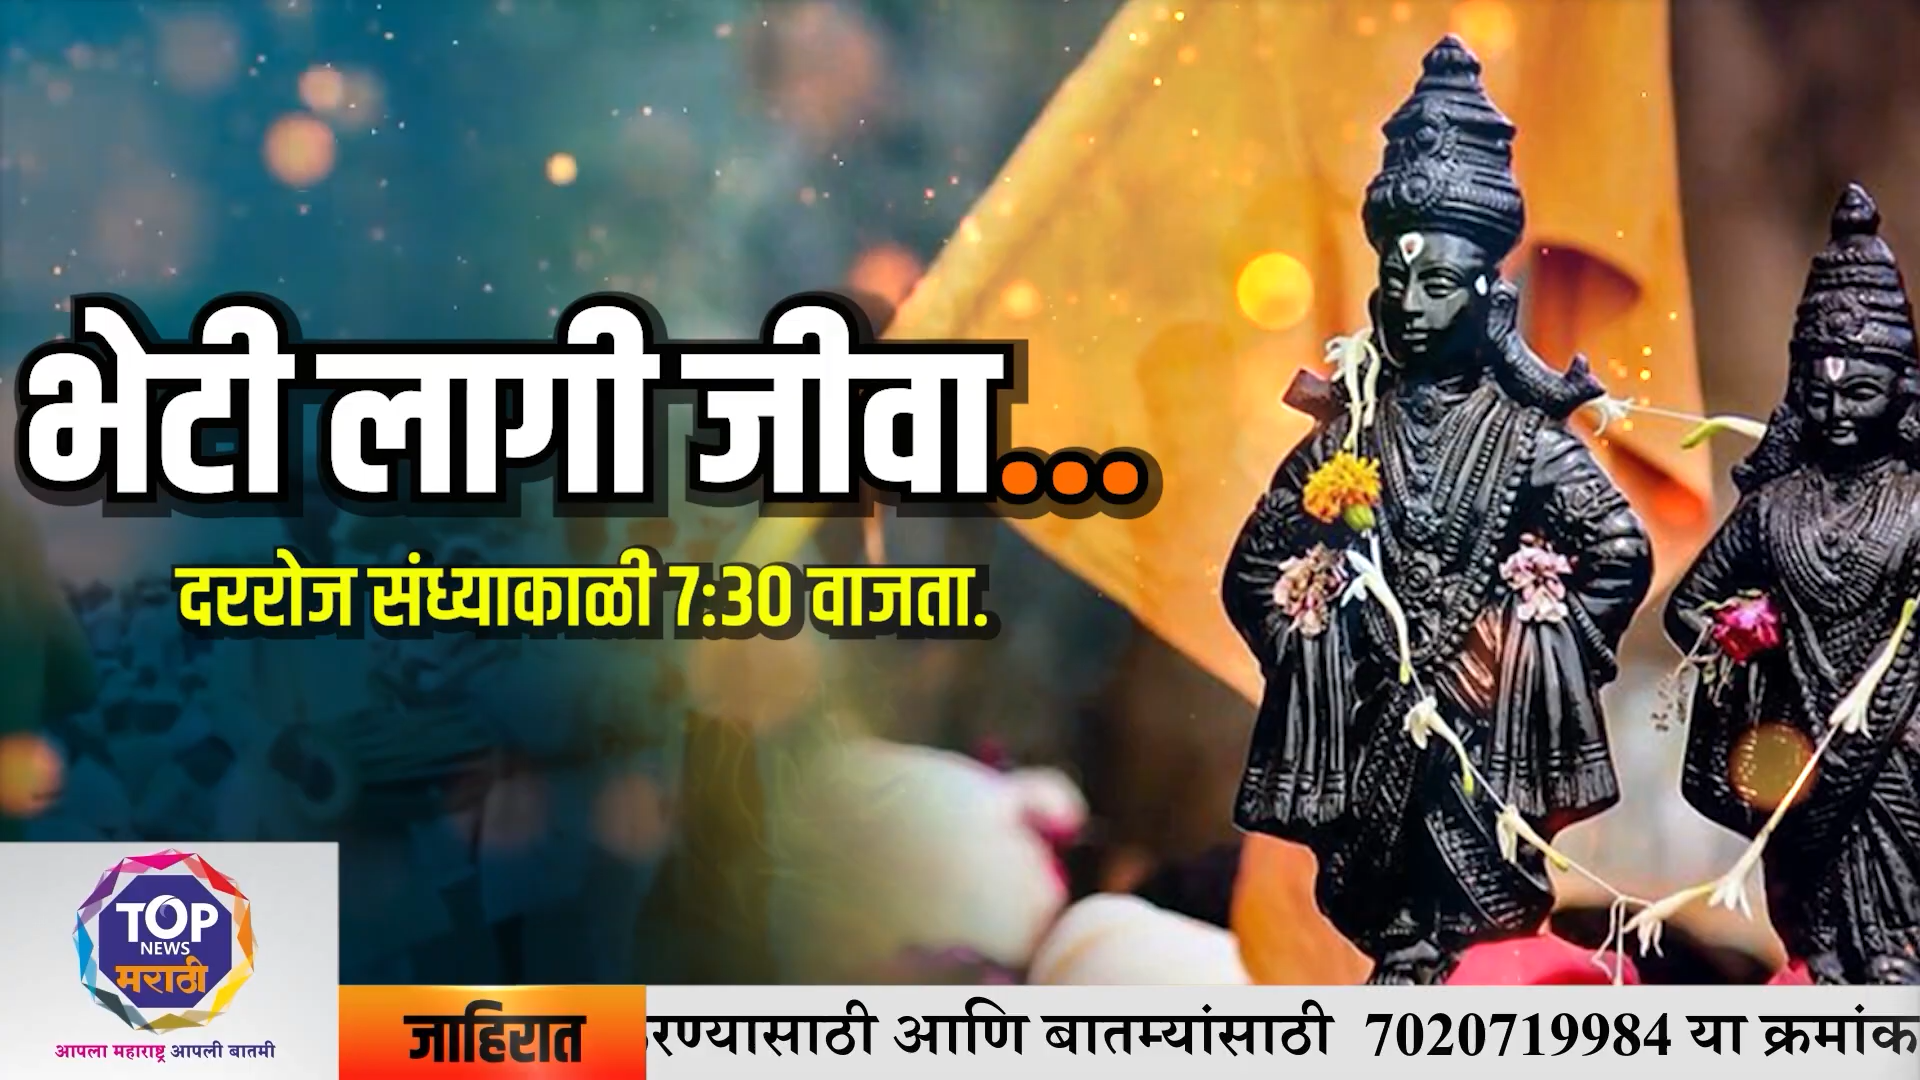 भेटी लागी जीवा...
दररोज संध्याकाळी 7:30 वाजता.
TOP
NEWS
मराठी
आपला महाराष्ट्र आपली बातमी
जाहिरात
रण्यासाठी आणि बातम्यांसाठी 7020719984 या क्रमांक